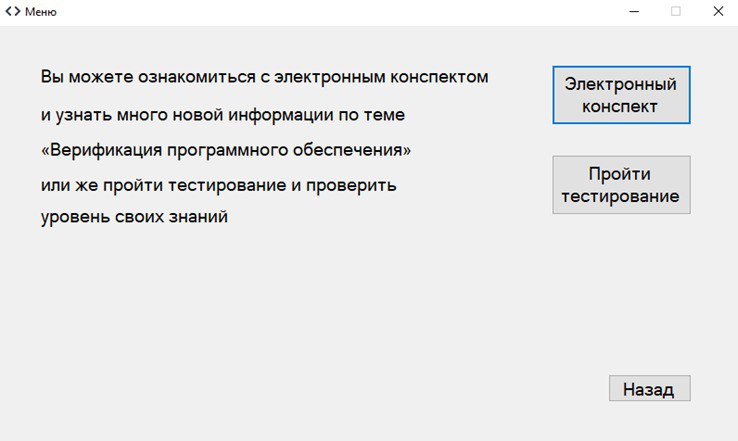 Меню
Вы можете ознакомиться с электронным конспектом
и узнать много новой информации по теме
«Верификация программного обеспечения»
или же пройти тестирование и проверить
уровень своих знаний
Электронный
конспект
Пройти
тестирование
Назад